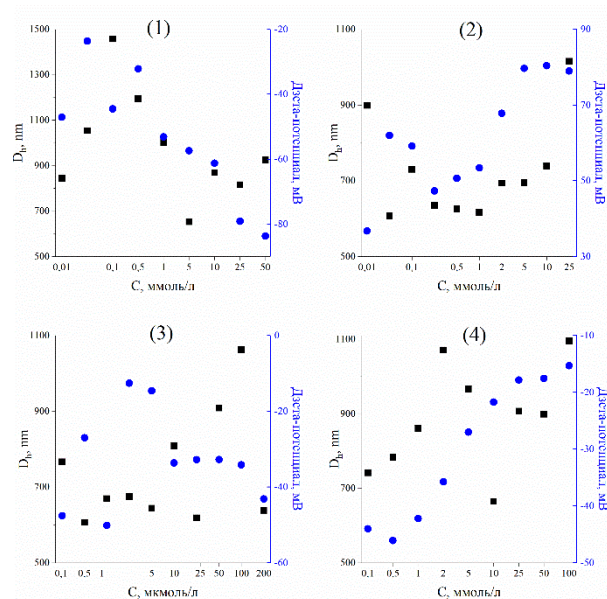 (1)
1500
1300
1100
900
700
500
D_h, nm
-20
-40
-60
-80
Дзета-потенциал, мВ
0,01 0,1 0,5 1 5 10 25 50
С, ммоль/л
(2)
1100
900
700
500
D_h, nm
90
70
50
30
Дзета-потенциал, мВ
0,01 0,1 0,5 1 2 5 10 25
С, ммоль/л
(3)
1100
900
700
500
D_h, nm
0
-20
-40
-60
Дзета-потенциал, мВ
0,1 0,5 1 5 10 25 50 100 200
С, мкмоль/л
(4)
1100
900
700
500
D_h, nm
-10
-20
-30
-40
-50
Дзета-потенциал, мВ
0,1 0,5 1 2 5 10 25 50 100
С, ммоль/л